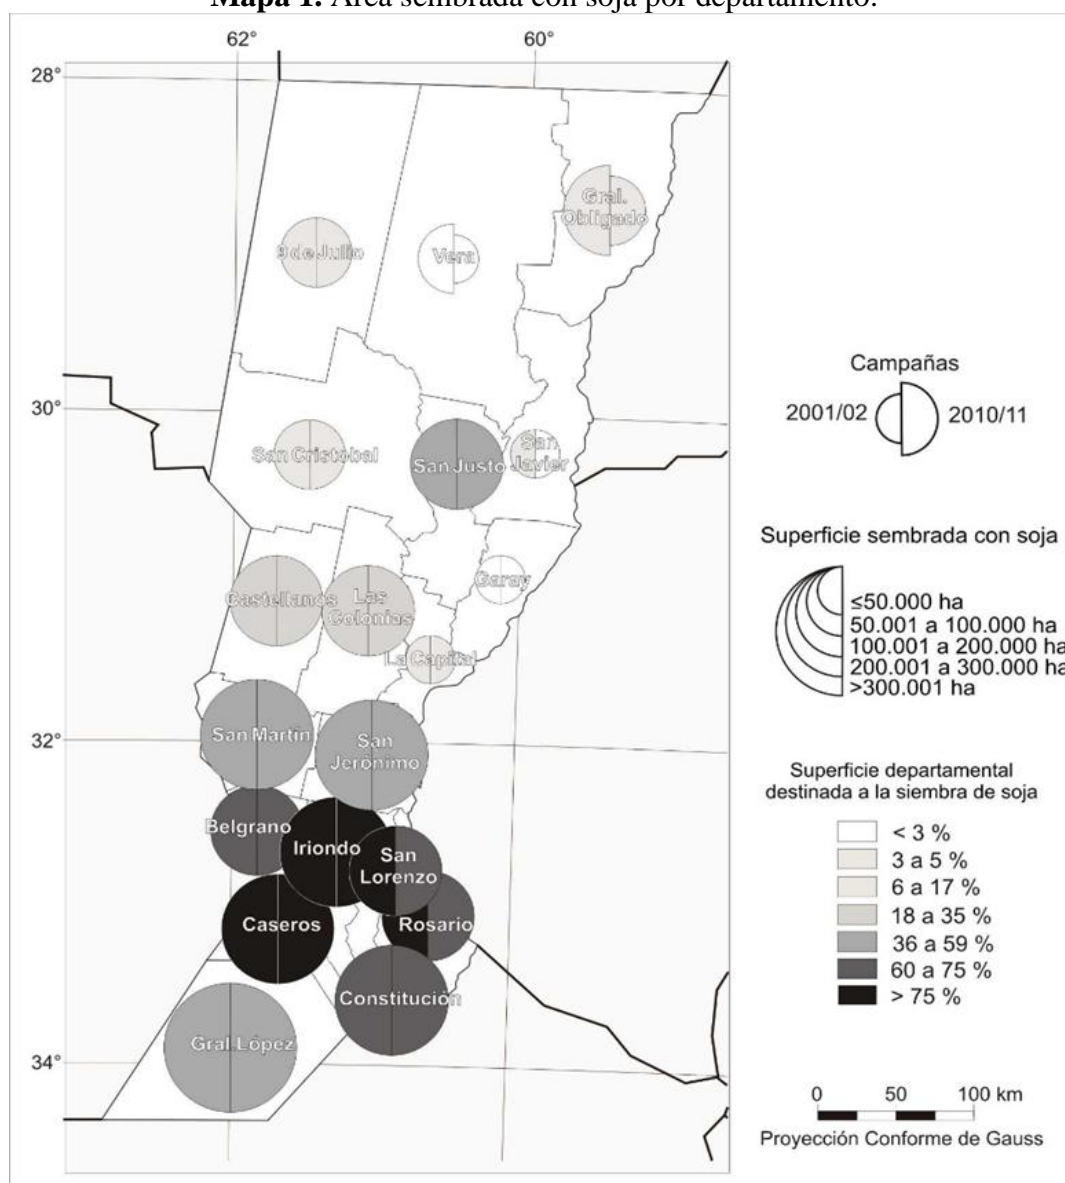 Mapa 1. Área sembrada con soja por departamento.
62°
60°
28°
30°
32°
34°
Gral.
Obligado
9 de Julio
Vera
San Cristobal
San Justo
San
Javier
Garay
Castellanos
Las
Colonias
La Capital
San Martín
San
Jerónimo
Belgrano
Iriondo
San
Lorenzo
Caseros
Rosario
Constitución
Gral.López
Campañas
2001/02
2010/11
Superficie sembrada con soja
≤50.000 ha
50.001 a 100.000 ha
100.001 a 200.000 ha
200.001 a 300.000 ha
>300.001 ha
Superficie departamental
destinada a la siembra de soja
< 3 %
3 a 5 %
6 a 17 %
18 a 35 %
36 a 59 %
60 a 75 %
> 75 %
0 50 100 km
Proyección Conforme de Gauss